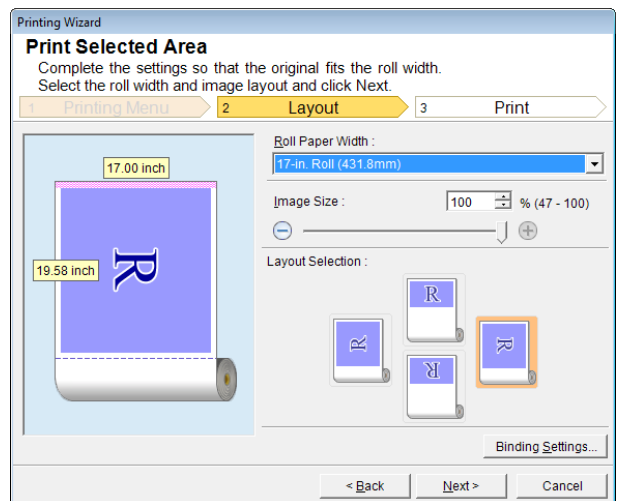 Printing Wizard
Print Selected Area
Complete the settings so that the original fits the roll width.
Select the roll width and image layout and click Next.
1 Printing Menu 2 Layout 3 Print
Roll Paper Width :
17.00 inch
17-in. Roll (431.8mm)
Image Size : 100 % (47 - 100)
19.58 inch
R
Layout Selection :
R
R
R
R
Binding Settings...
< Back Next > Cancel